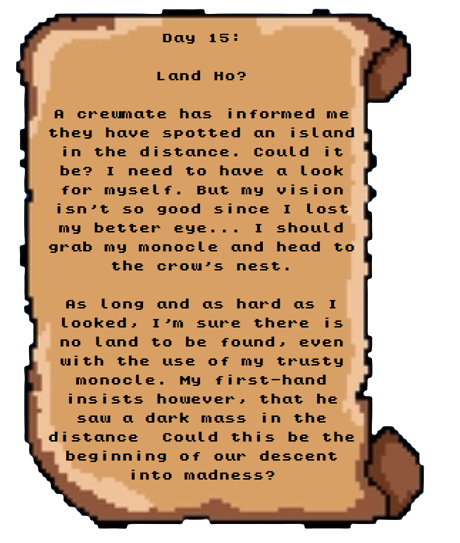 Day 15:
Land Ho?
A crewmate has informed me
they have spotted an island
in the distance. Could it
be? I need to have a look
for myself. But my vision
isn't so good since I lost
my better eye... I should
grab my monocle and head to
the crow's nest.
As long and as hard as I
looked, I'm sure there is
no land to be found, even
with the use of my trusty
monocle. My first-hand
insists however, that he
saw a dark mass in the
distance  Could this be the
beginning of our descent
into madness?